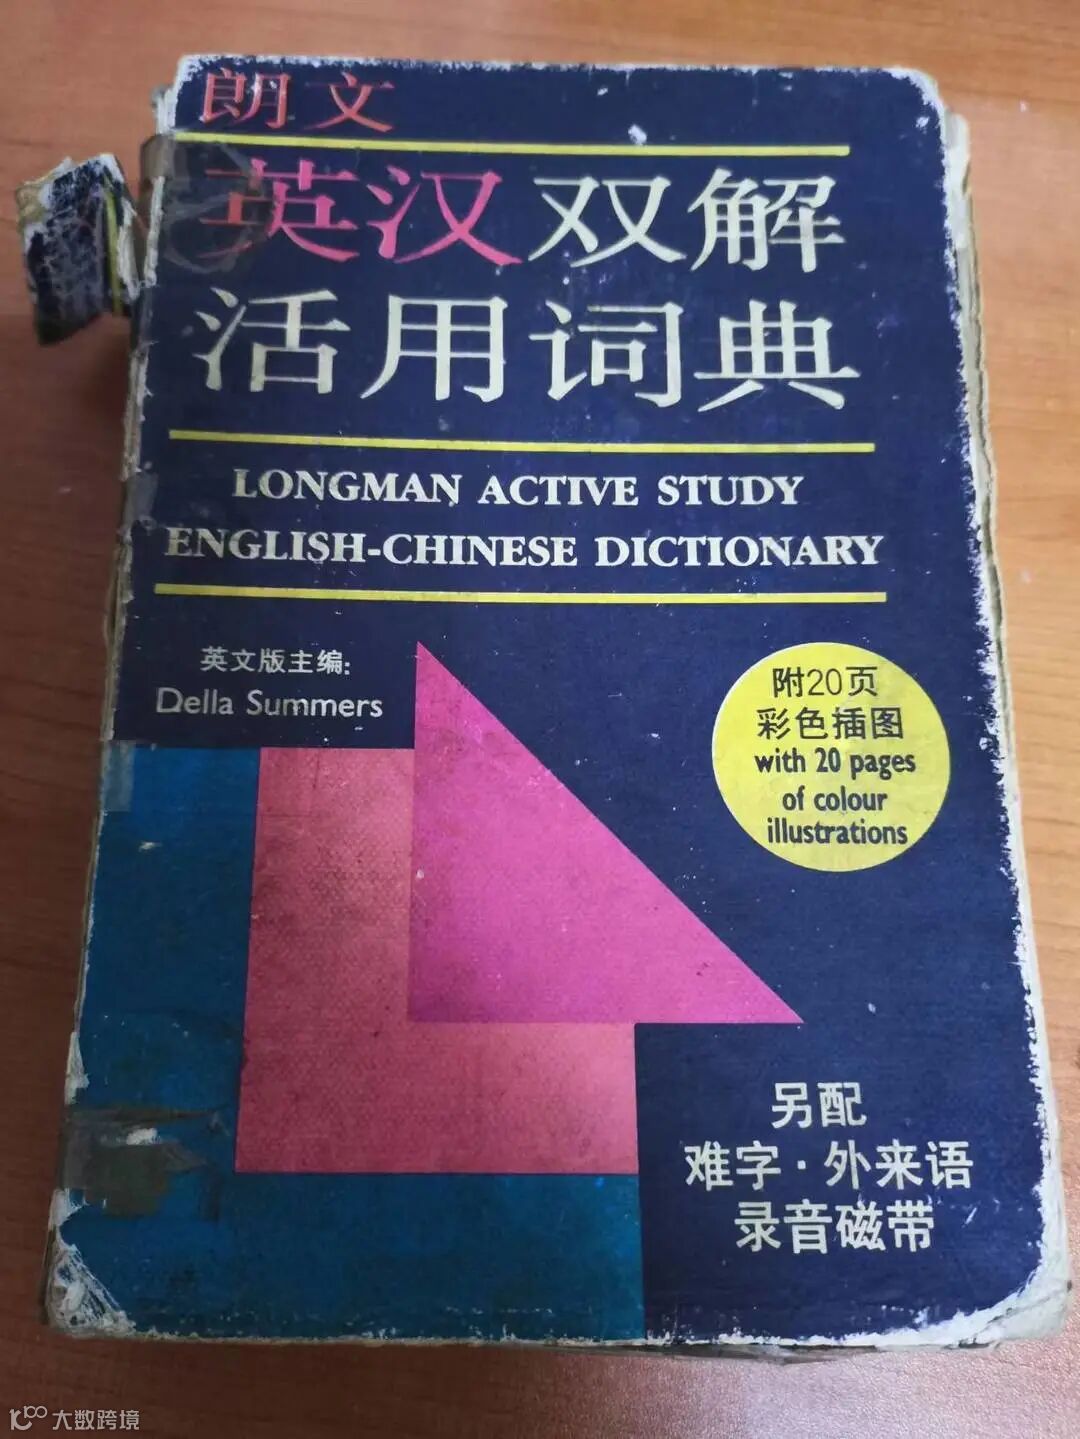 朗文
英汉双解
活用词典
LONGMAN ACTIVE STUDY
ENGLISH-CHINESE DICTIONARY
英文版主编:
Della Summers
附20页
彩色插图
with 20 pages
of colour
illustrations
另配
难字·外来语
录音磁带
大数跨境